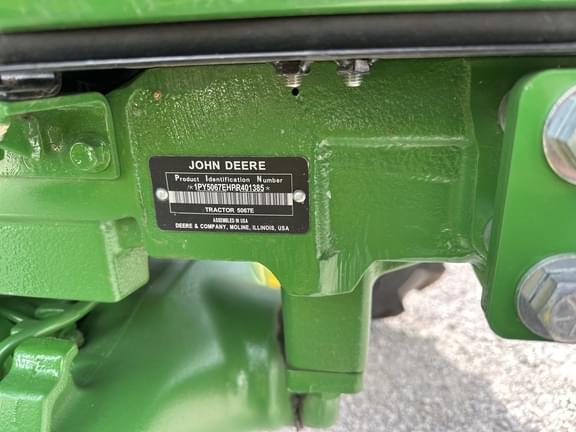 JOHN DEERE
Product Identification Number
*1PY5067EHPR401385*
TRACTOR 5067E
ASSEMBLED IN USA
DEERE & COMPANY, MOLINE, ILLINOIS, USA